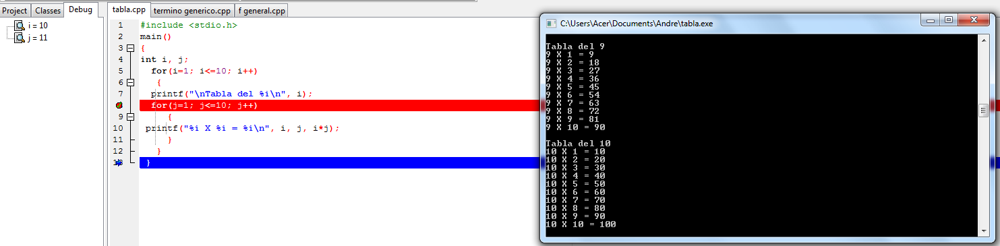 Project Classes Debug
i = 10
j = 11
tabla.cpp termino generico.cpp f general.cpp
1 #include <stdio.h>
2 main()
3 {
4 int i, j;
5 for(i=1; i<=10; i++)
6 {
7 printf("\nTabla del %i\n", i);
for(j=1; j<=10; j++)
9 {
10 printf("%i X %i = %i\n", i, j, i*j);
11 }
12 }
13 }
C:\Users\Acer\Documents\Andre\tabla.exe
Tabla del 9
9 X 1 = 9
9 X 2 = 18
9 X 3 = 27
9 X 4 = 36
9 X 5 = 45
9 X 6 = 54
9 X 7 = 63
9 X 8 = 72
9 X 9 = 81
9 X 10 = 90
Tabla del 10
10 X 1 = 10
10 X 2 = 20
10 X 3 = 30
10 X 4 = 40
10 X 5 = 50
10 X 6 = 60
10 X 7 = 70
10 X 8 = 80
10 X 9 = 90
10 X 10 = 100